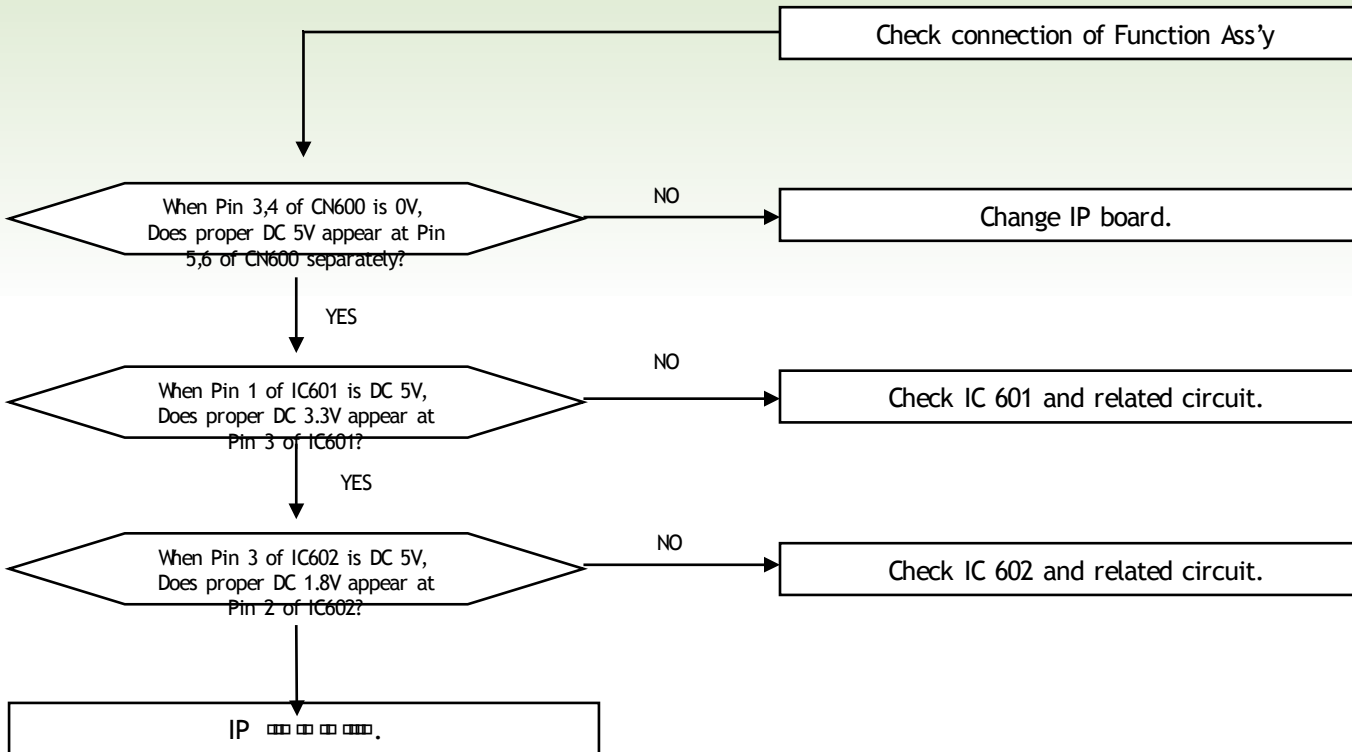 Check connection of Function Ass’y
When Pin 3,4 of CN600 is 0V,
Does proper DC 5V appear at Pin
5,6 of CN600 separately?
NO
Change IP board.
YES
When Pin 1 of IC601 is DC 5V,
Does proper DC 3.3V appear at
Pin 3 of IC601?
NO
Check IC 601 and related circuit.
YES
When Pin 3 of IC602 is DC 5V,
Does proper DC 1.8V appear at
Pin 2 of IC602?
NO
Check IC 602 and related circuit.
IP